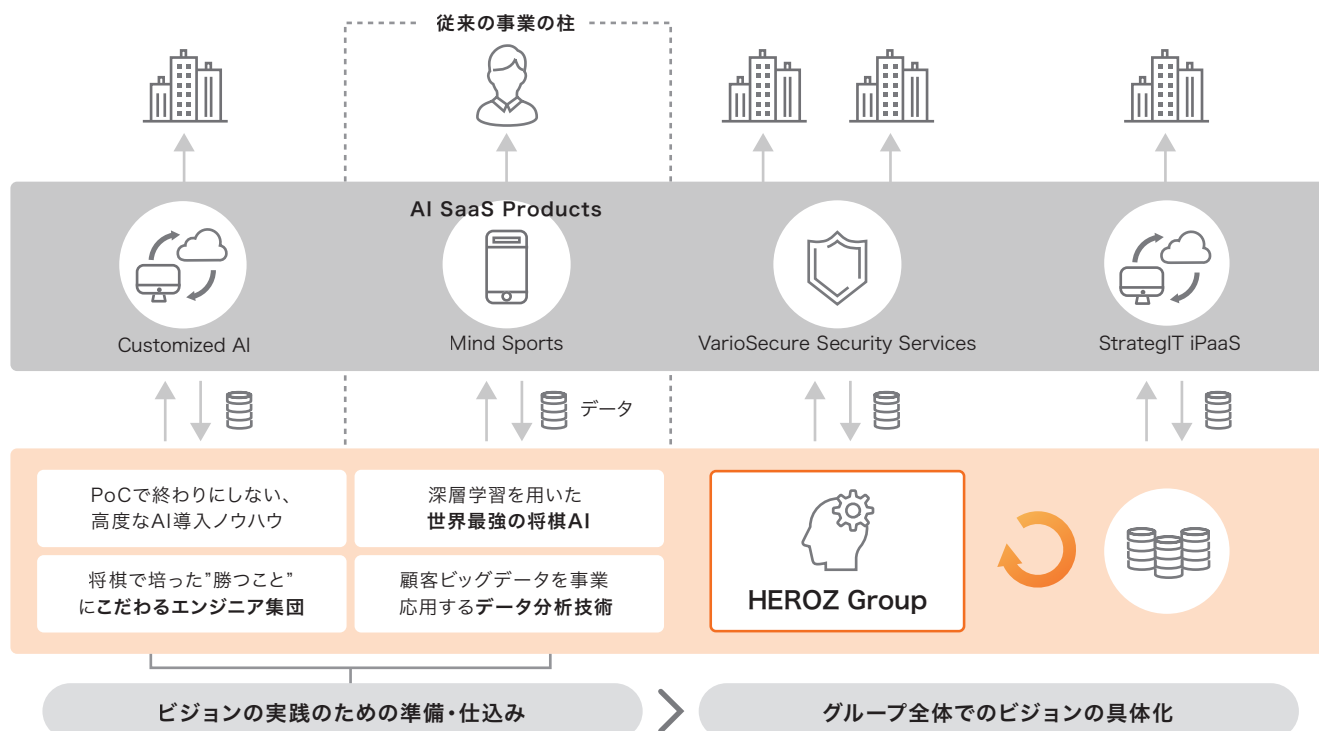 従来の事業の柱
AI SaaS Products
Customized AI
Mind Sports
VarioSecure Security Services
StrategIT iPaaS
データ
PoCで終わりにしない、
高度なAI導入ノウハウ
深層学習を用いた
世界最強の将棋AI
将棋で培った”勝つこと”
にこだわるエンジニア集団
顧客ビッグデータを事業
応用するデータ分析技術
HEROZ Group
ビジョンの実践のための準備・仕込み
グループ全体でのビジョンの具体化